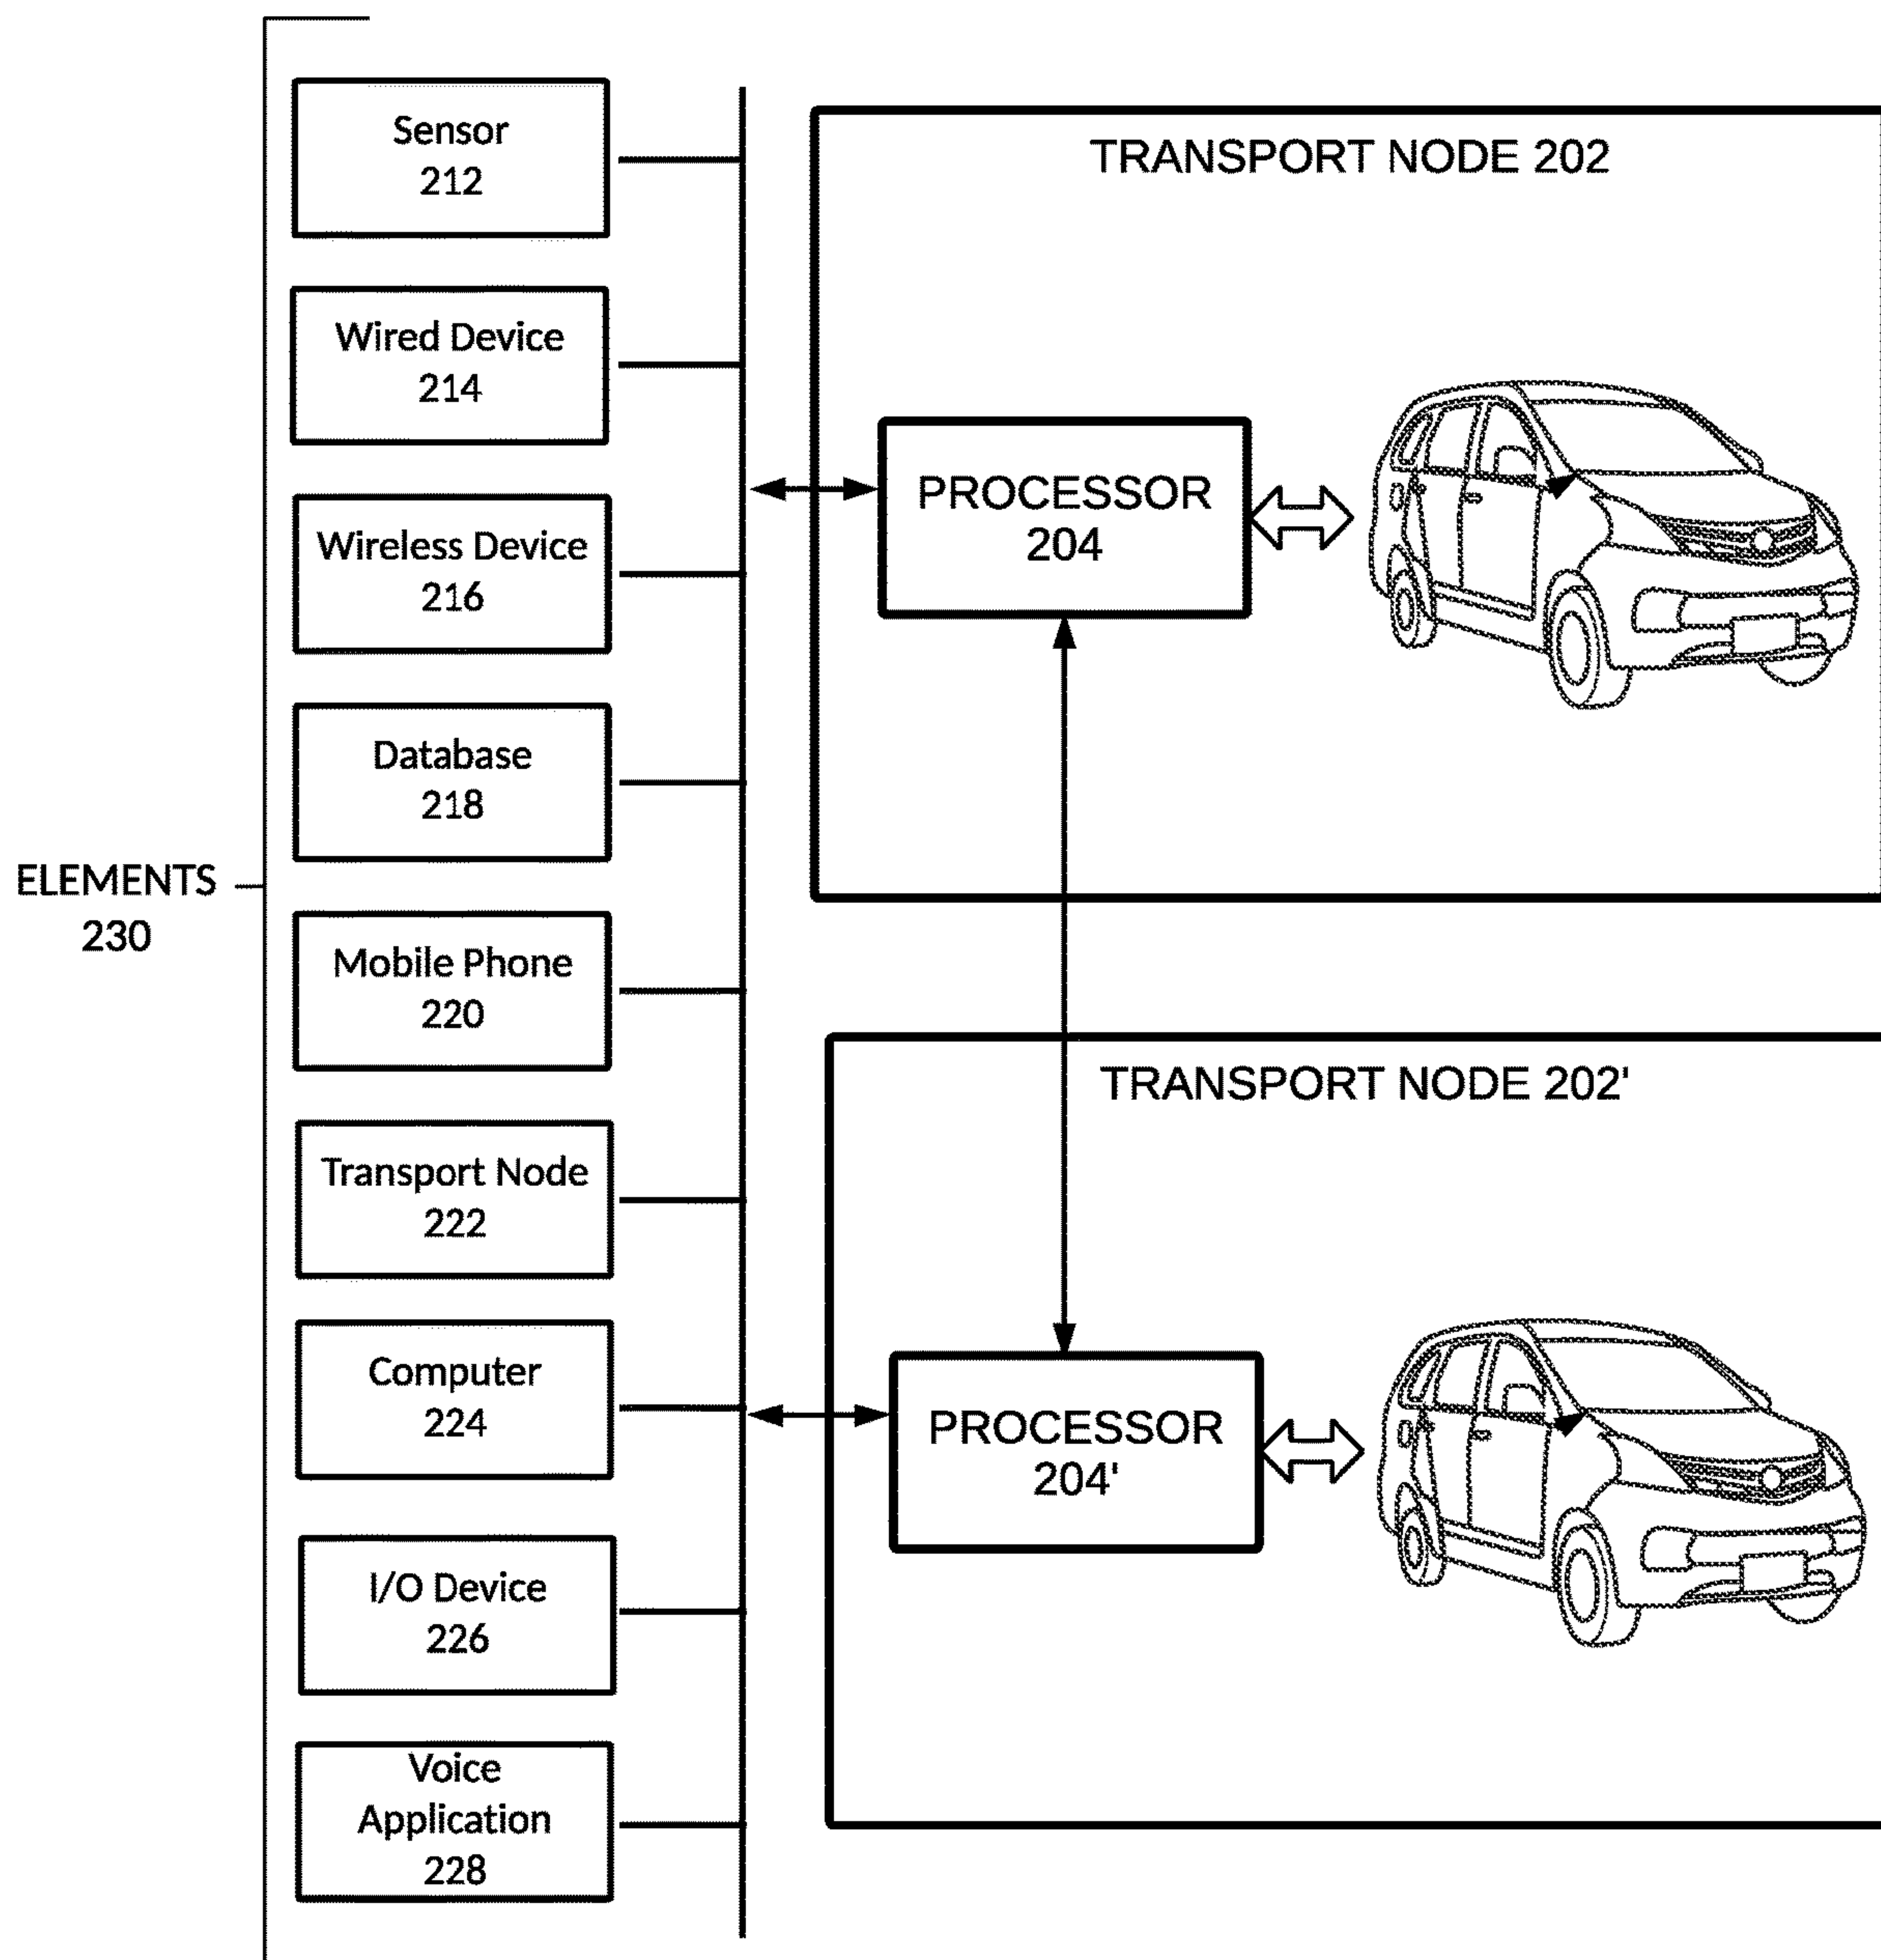 ELEMENTS
230
Sensor
212
Wired Device
214
Wireless Device
216
Database
218
Mobile Phone
220
Transport Node
222
Computer
224
I/O Device
226
Voice
Application
228
TRANSPORT NODE 202
PROCESSOR
204
TRANSPORT NODE 202'
PROCESSOR
204'